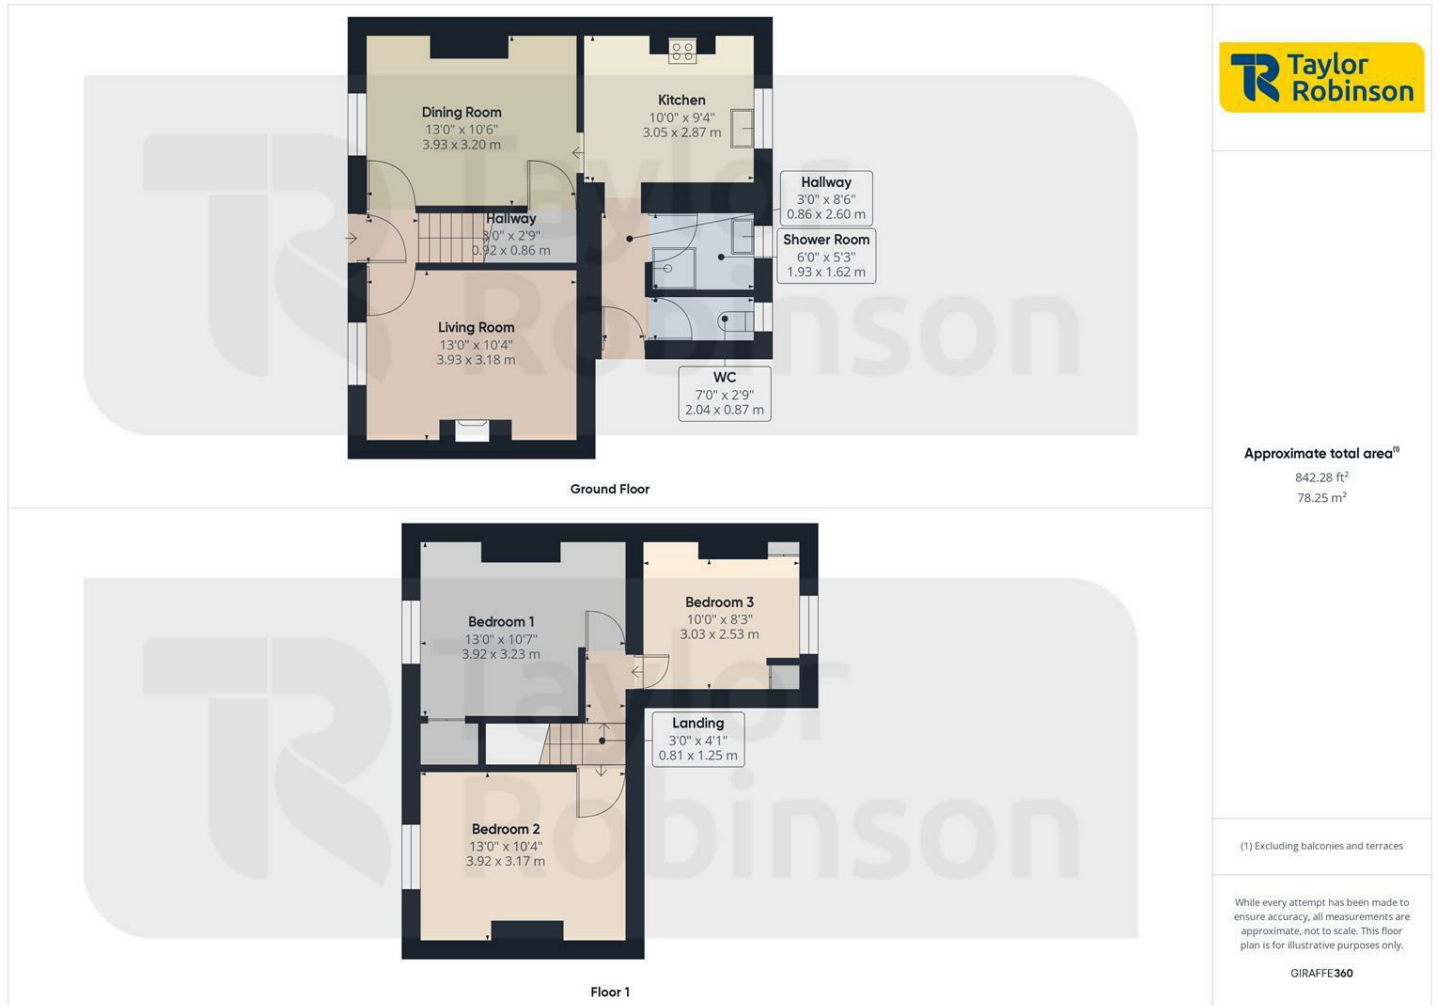 Dining Room
13'0" x 10'6"
3.93 x 3.20 m
Kitchen
10'0" x 9'4"
3.05 x 2.87 m
Hallway
3'0" x 8'6"
0.86 x 2.60 m
Hallway
3'0" x 2'9"
0.92 x 0.86 m
Shower Room
6'0" x 5'3"
1.93 x 1.62 m
Living Room
13'0" x 10'4"
3.93 x 3.18 m
WC
7'0" x 2'9"
2.04 x 0.87 m
Taylor
Robinson
Ground Floor
Bedroom 1
13'0" x 10'7"
3.92 x 3.23 m
Bedroom 3
10'0" x 8'3"
3.03 x 2.53 m
Landing
3'0" x 4'1"
0.81 x 1.25 m
Bedroom 2
13'0" x 10'4"
3.92 x 3.17 m
Taylor
Robinson
Floor 1
TR Taylor
Robinson
Approximate total area(1)
842.28 ft²
78.25 m²
(1) Excluding balconies and terraces
While every attempt has been made to
ensure accuracy, all measurements are
approximate, not to scale. This floor
plan is for illustrative purposes only.
GIRAFFE360